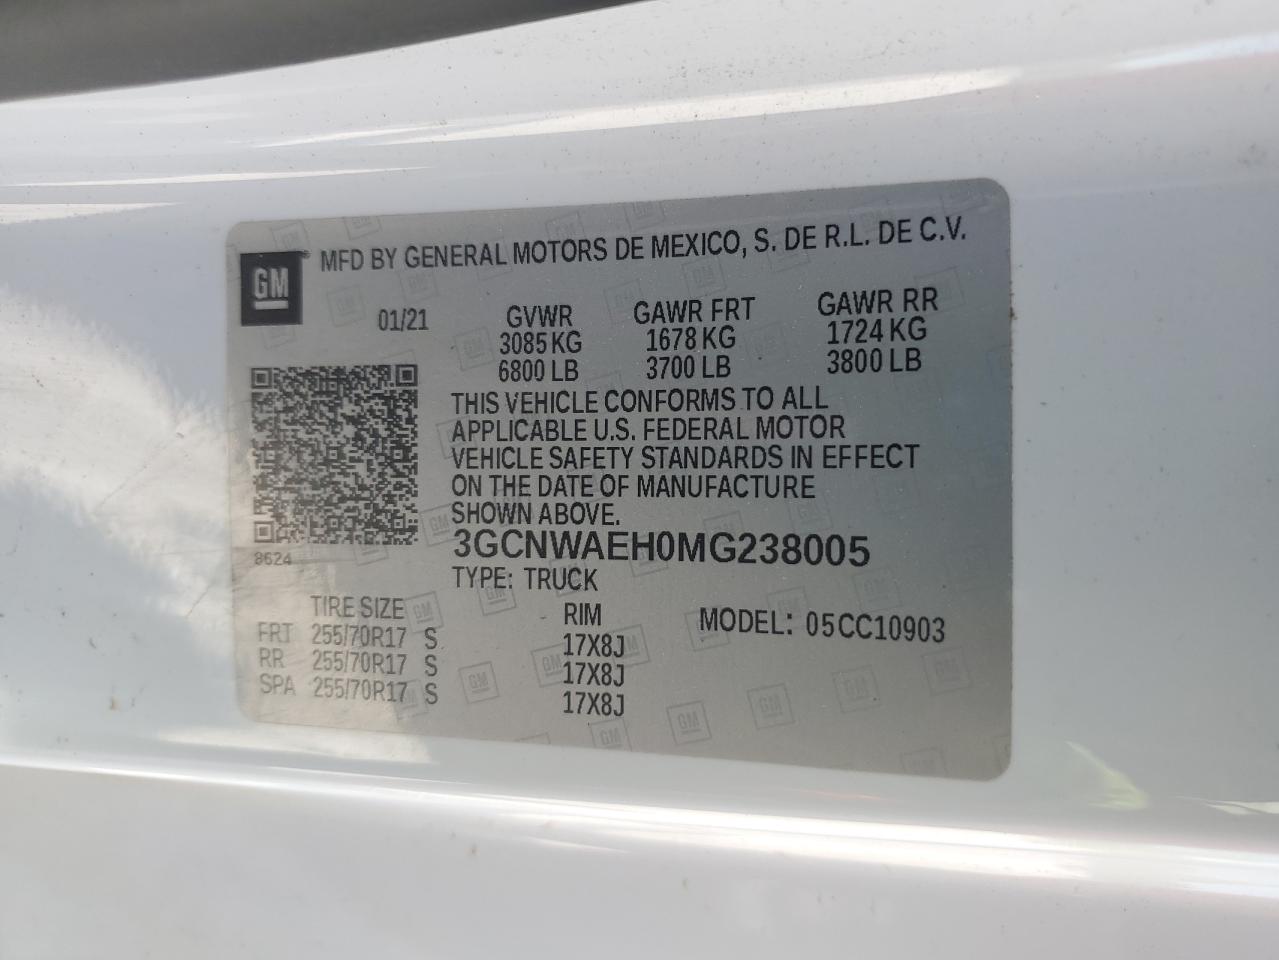 GM
MFD BY GENERAL MOTORS DE MEXICO, S. DE R.L. DE C.V.
01/21 GVWR GAWR FRT GAWR RR
3085 KG 1678 KG 1724 KG
6800 LB 3700 LB 3800 LB
THIS VEHICLE CONFORMS TO ALL
APPLICABLE U.S. FEDERAL MOTOR
VEHICLE SAFETY STANDARDS IN EFFECT
ON THE DATE OF MANUFACTURE
SHOWN ABOVE.
3GCNWAEH0MG238005
8624
TYPE: TRUCK
TIRE SIZE RIM MODEL: 05CC10903
FRT 255/70R17 S 17X8J
RR 255/70R17 S 17X8J
SPA 255/70R17 S 17X8J